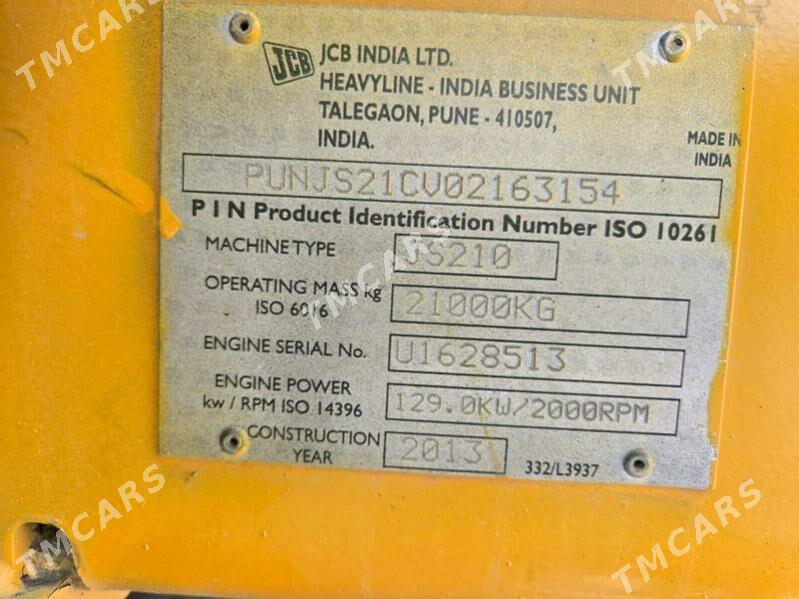 JCB
JCB INDIA LTD.
HEAVYLINE - INDIA BUSINESS UNIT
TALEGAON, PUNE - 410507,
INDIA.
MADE IN
INDIA
PUNJS21CV02163154
P I N Product Identification Number ISO 10261
MACHINE TYPE
JS210
OPERATING MASS kg
ISO 6016
21000KG
ENGINE SERIAL No.
U1628513
ENGINE POWER
kw / RPM ISO 14396
129.0KW/2000RPM
CONSTRUCTION
YEAR
2013
332/L3937
TMCARS
TMCARS
TMCARS
TMCARS
TMCARS